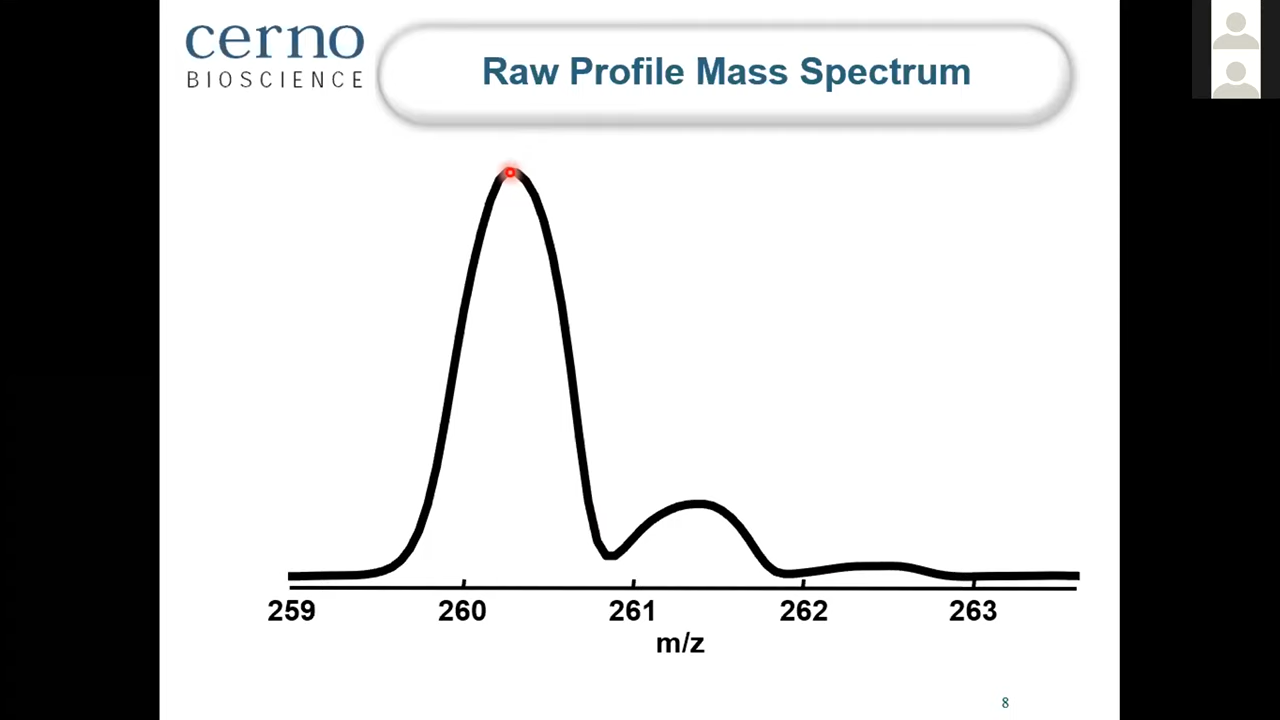 cerno
BIOSCIENCE
Raw Profile Mass Spectrum
259 260 261 262 263
m/z
8